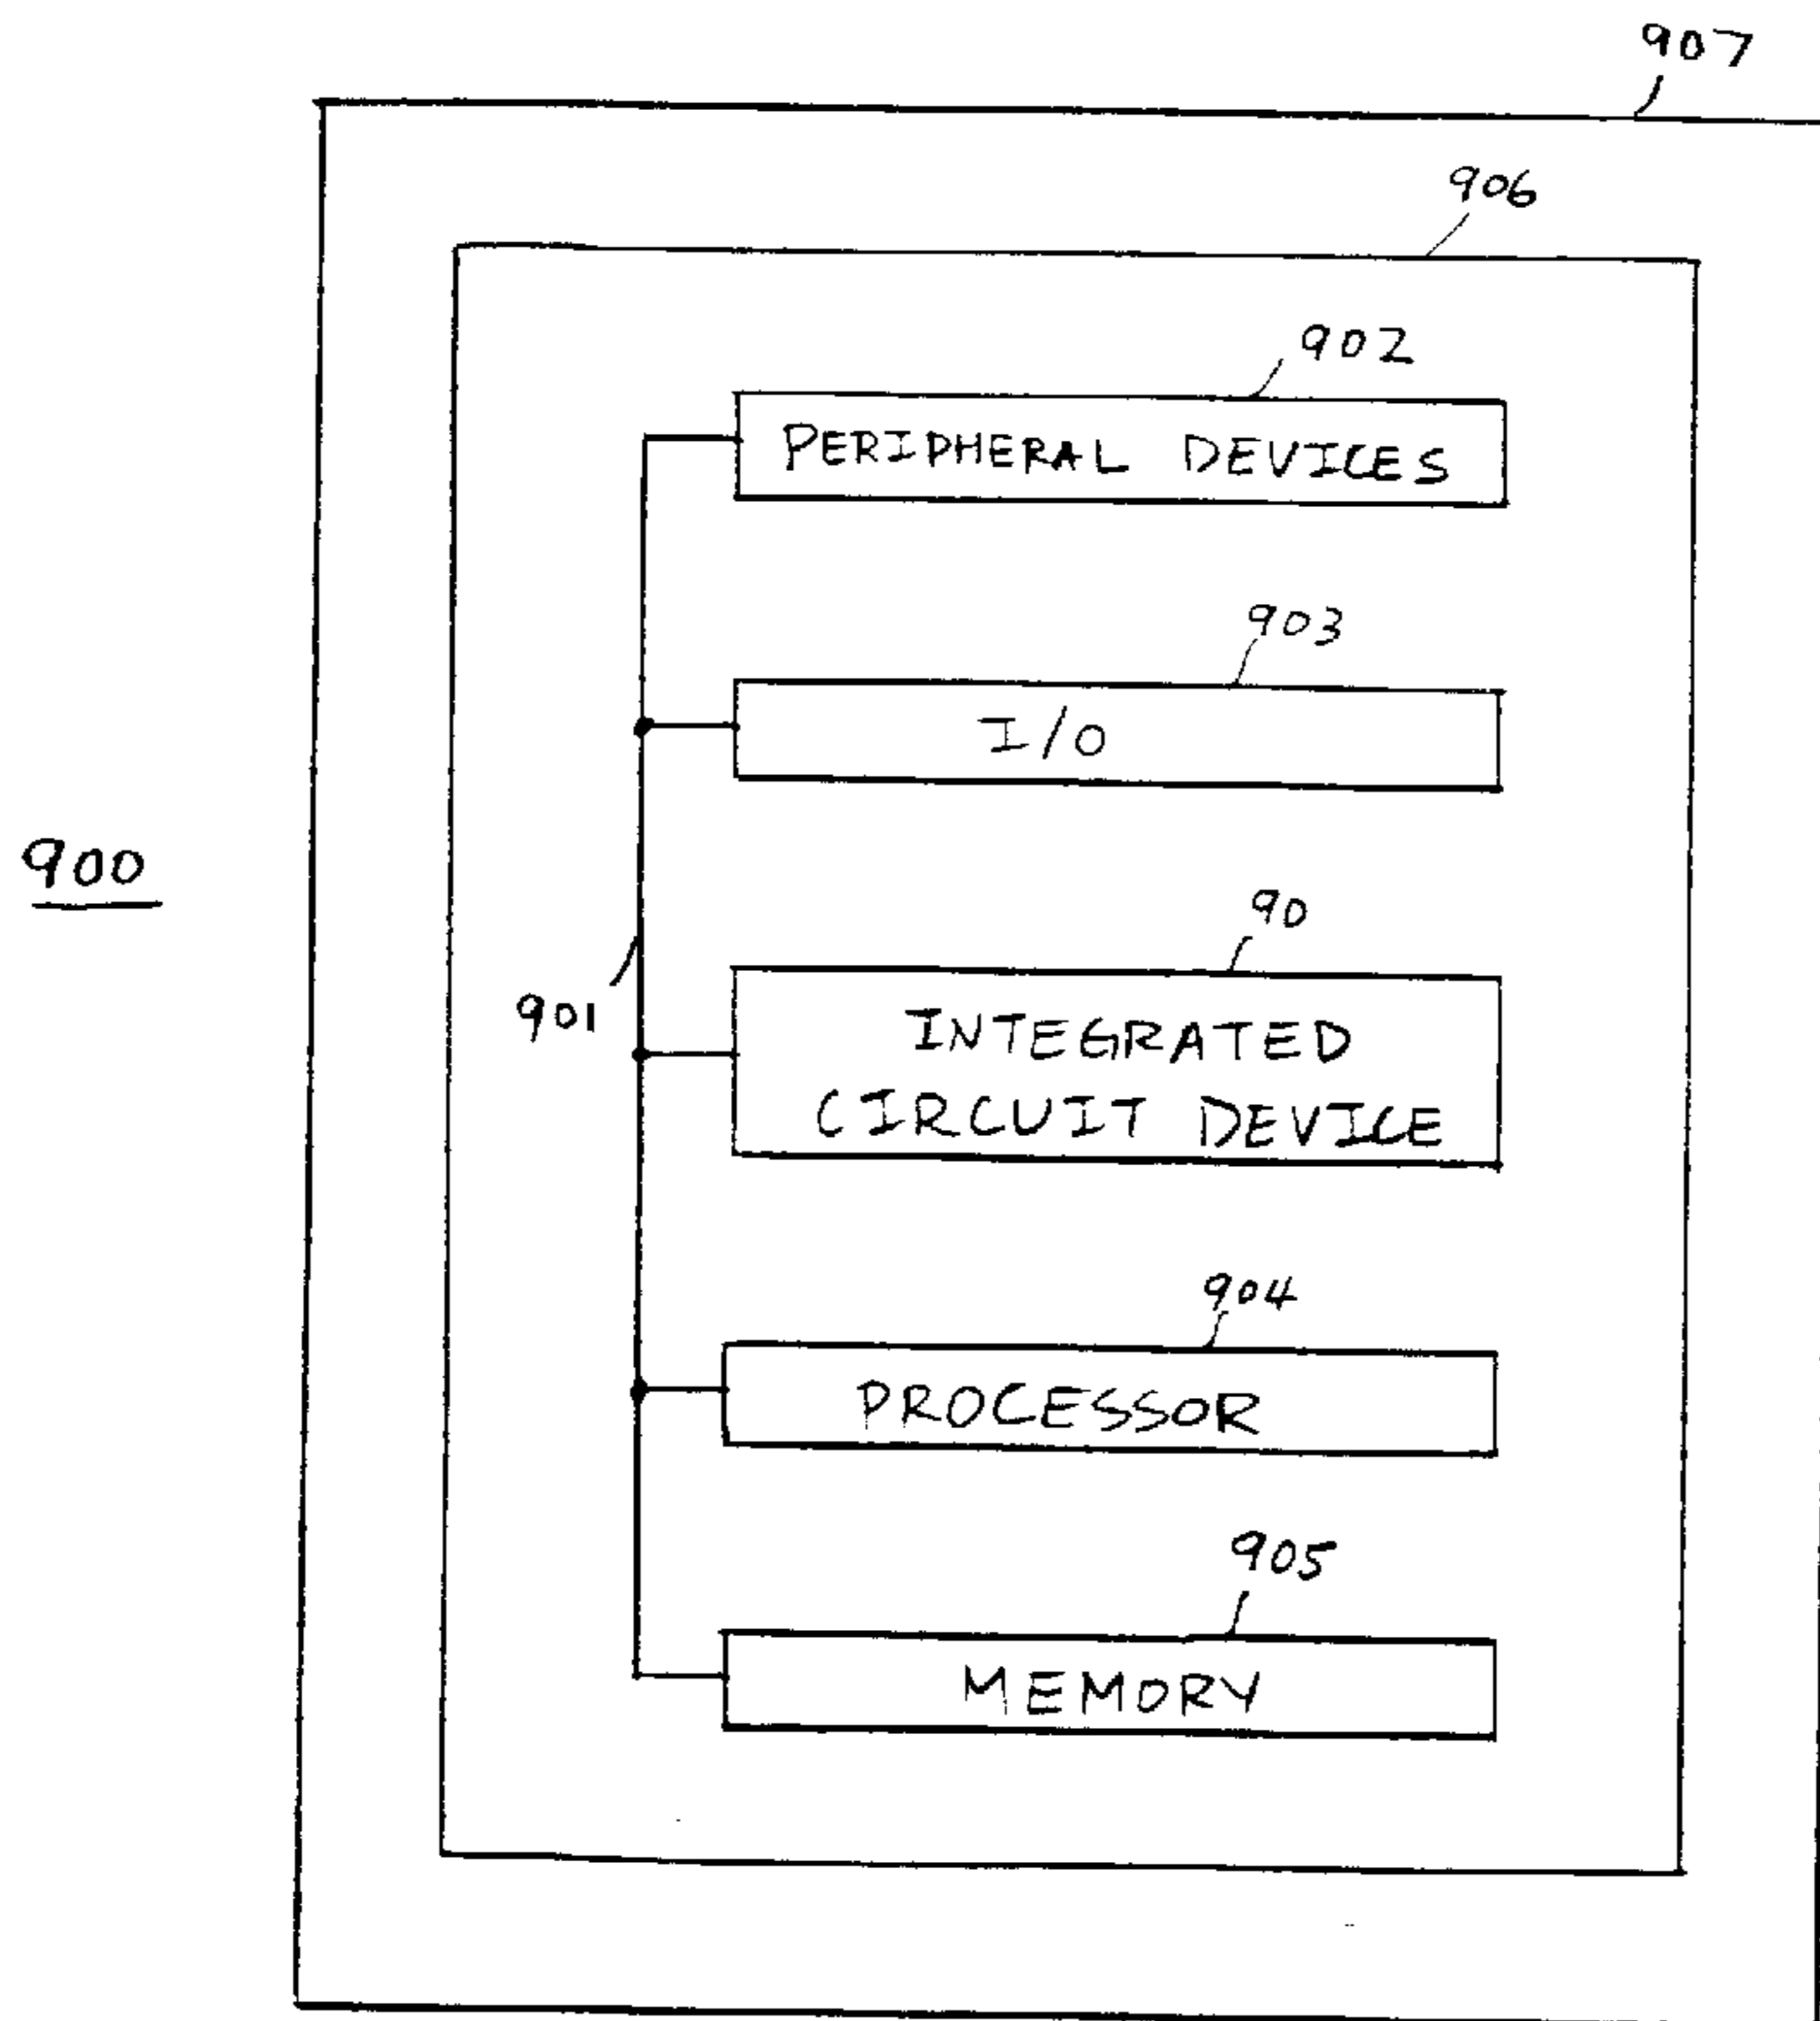 907
906
902
PERIPHERAL DEVICES
903
I/O
900
90
901
INTEGRATED
CIRCUIT DEVICE
904
PROCESSOR
905
MEMORY